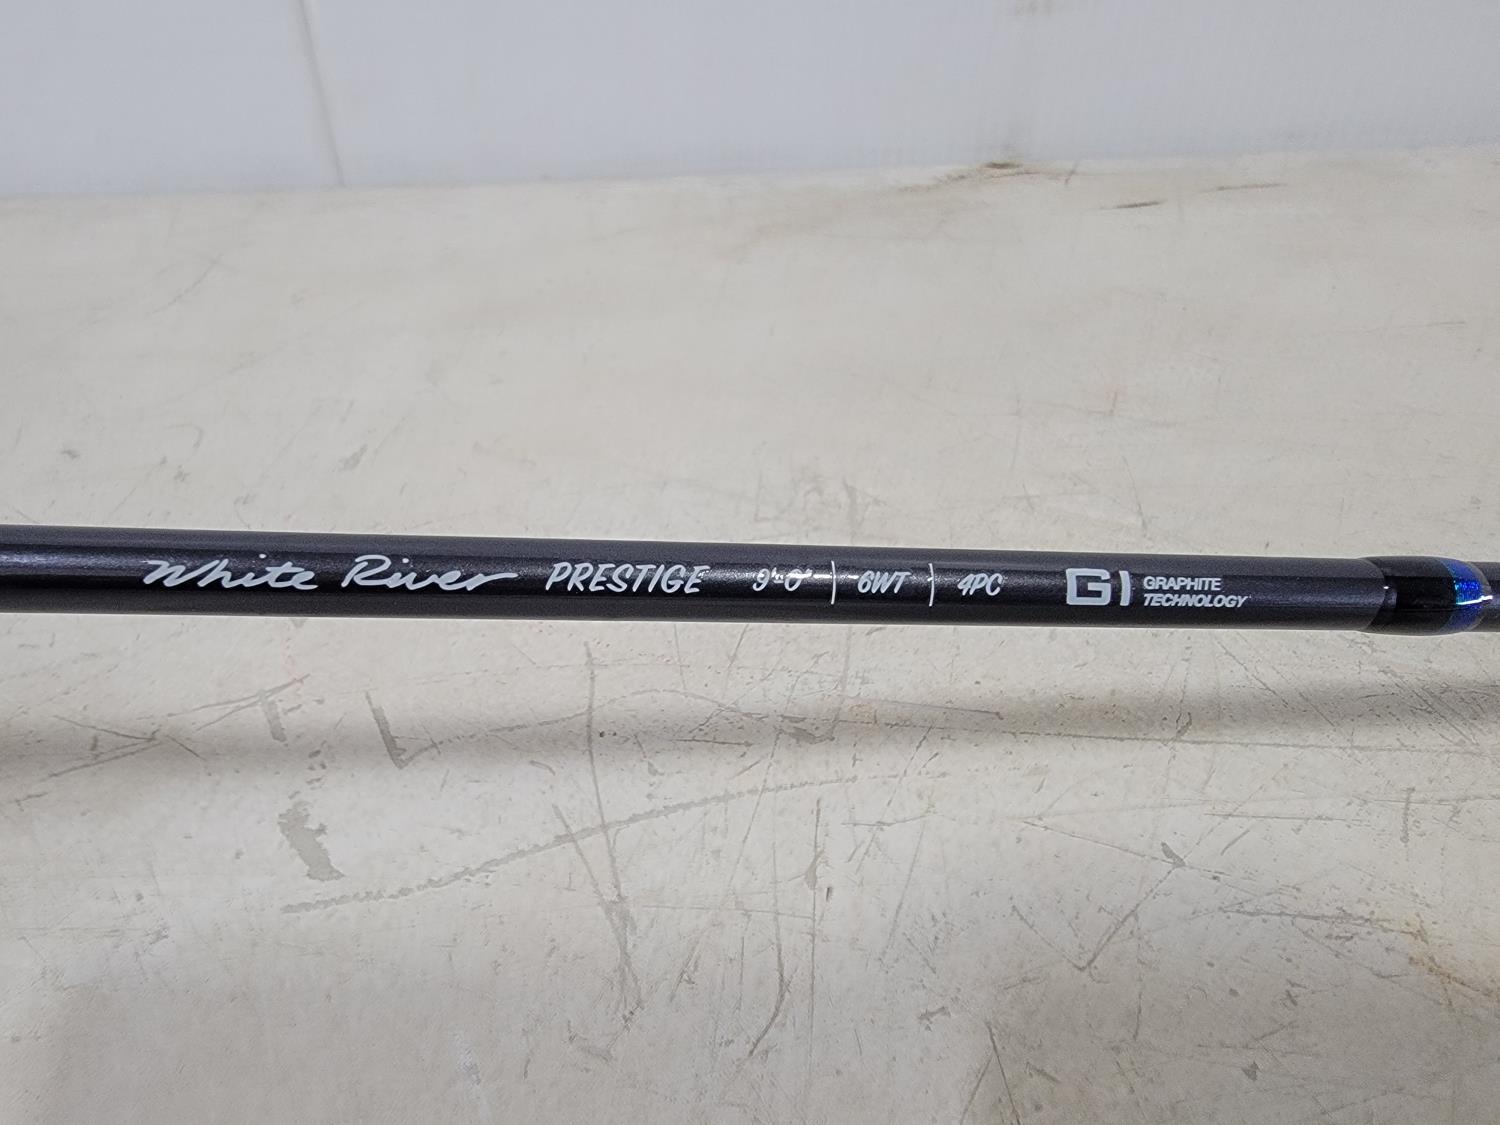 White River PRESTIGE 9'-0" | 6WT | 4PC GI GRAPHITE
TECHNOLOGY